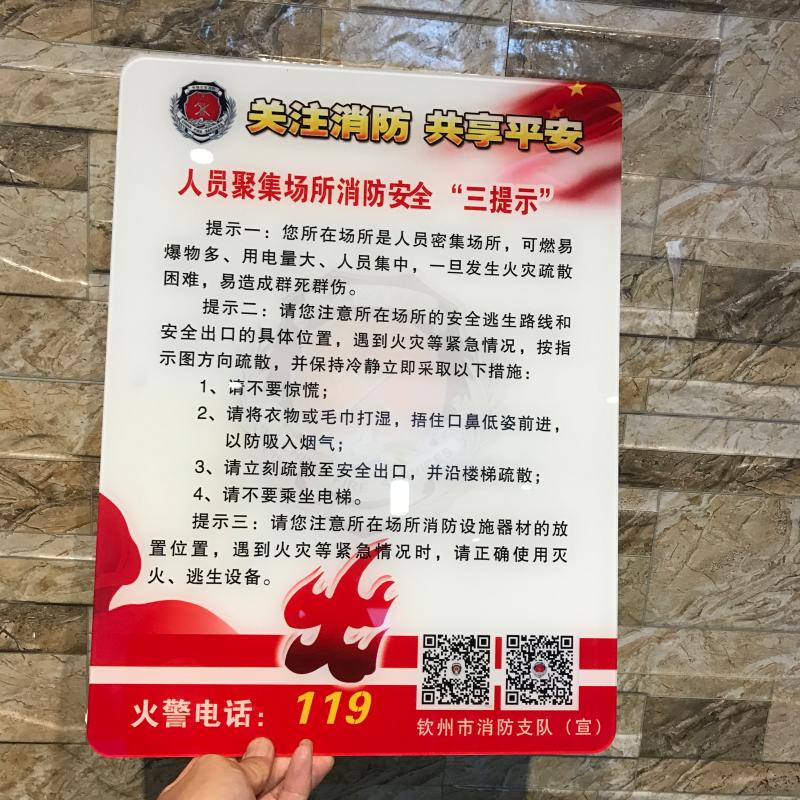 关注消防 共享平安
人员聚集场所消防安全“三提示”
提示一：您所在场所是人员密集场所，可燃易
爆物多、用电量大、人员集中，一旦发生火灾疏散
困难，易造成群死群伤。
提示二：请您注意所在场所的安全逃生路线和
安全出口的具体位置，遇到火灾等紧急情况，按指
示图方向疏散，并保持冷静立即采取以下措施：
1、请不要惊慌；
2、请将衣物或毛巾打湿，捂住口鼻低姿前进，
以防吸入烟气；
3、请立刻疏散至安全出口，并沿楼梯疏散；
4、请不要乘坐电梯。
提示三：请您注意所在场所消防设施器材的放
置位置，遇到火灾等紧急情况时，请正确使用灭
火、逃生设备。
火警电话：119
钦州市消防支队（宣）